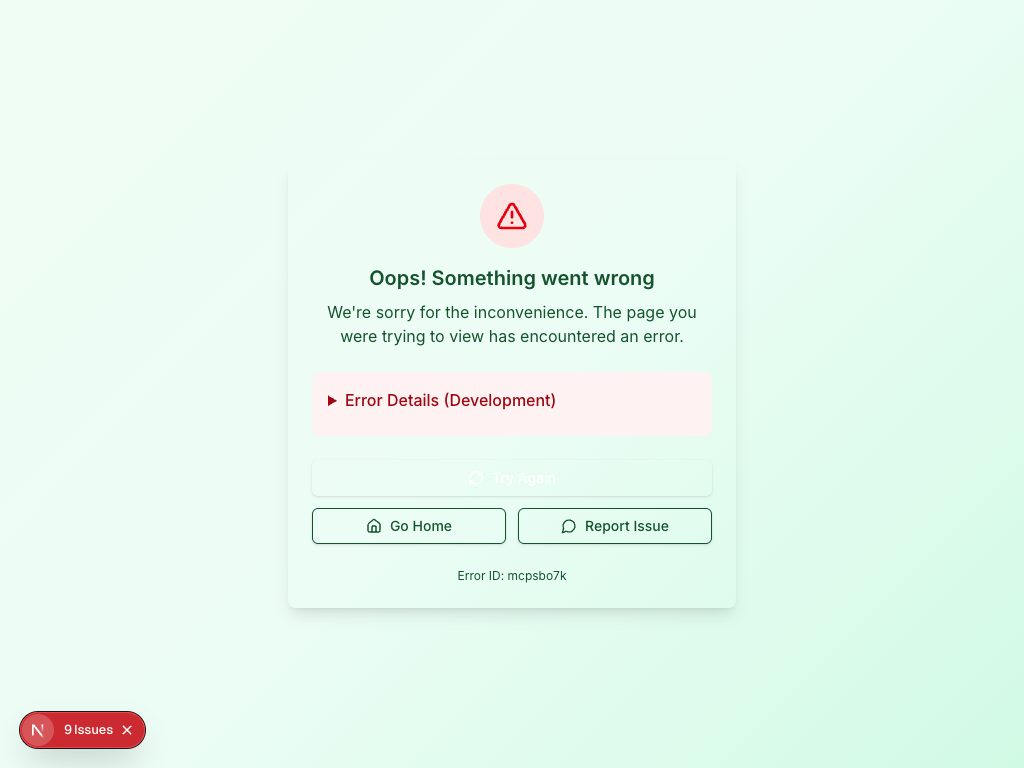 Oops! Something went wrong
We're sorry for the inconvenience. The page you
were trying to view has encountered an error.
Error Details (Development)
Try Again
Go Home
Report Issue
Error ID: mcpsbo7k
N
9 Issues